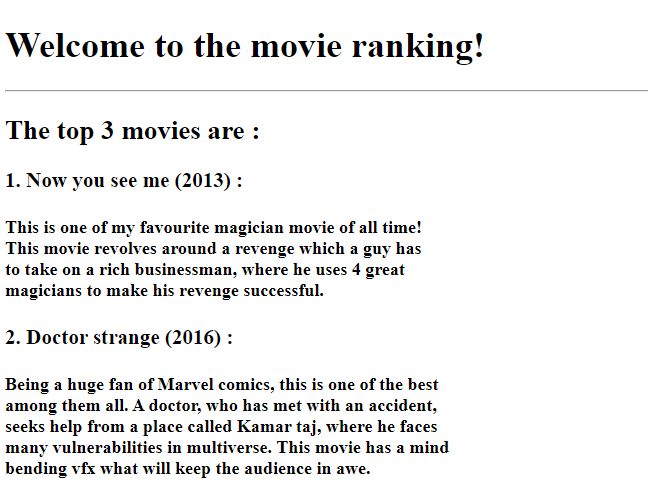 Welcome to the movie ranking!
The top 3 movies are :
1. Now you see me (2013) :
This is one of my favourite magician movie of all time!
This movie revolves around a revenge which a guy has
to take on a rich businessman, where he uses 4 great
magicians to make his revenge successful.
2. Doctor strange (2016) :
Being a huge fan of Marvel comics, this is one of the best
among them all. A doctor, who has met with an accident,
seeks help from a place called Kamar taj, where he faces
many vulnerabilities in multiverse. This movie has a mind
bending vfx what will keep the audience in awe.